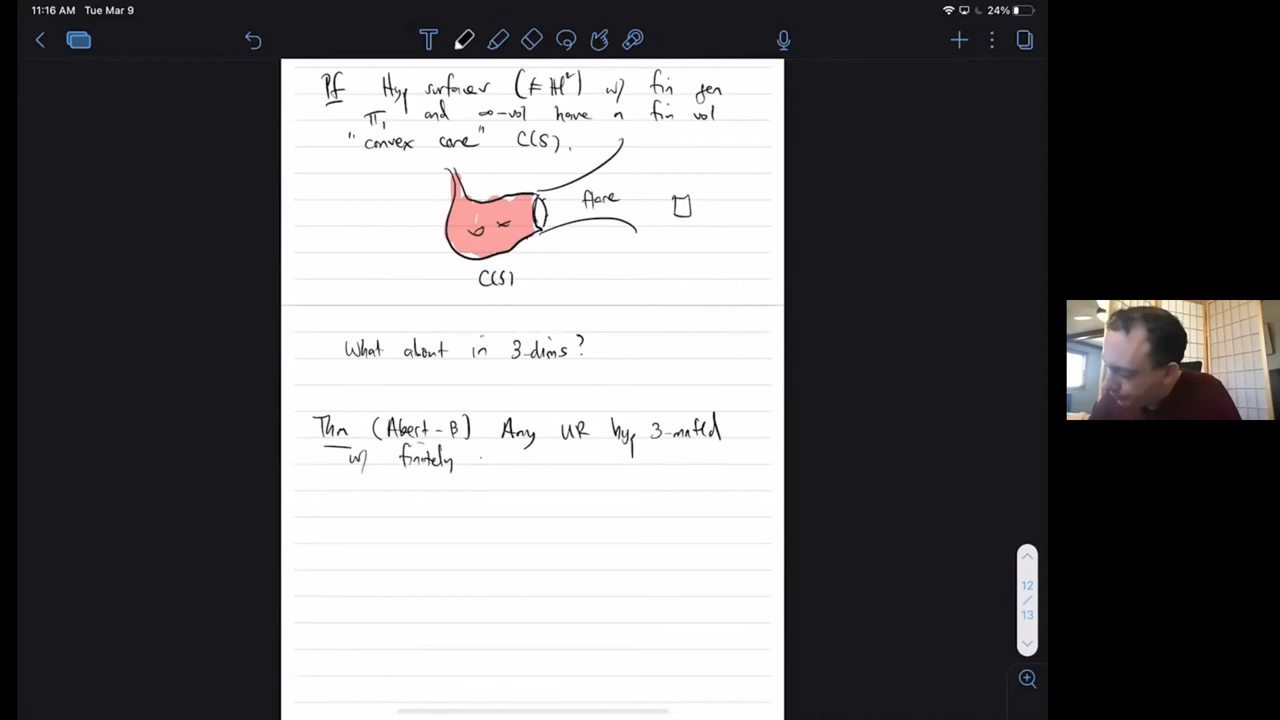 11:16 AM Tue Mar 9
24%
Pf Hyp surfaces (≠ H²) w/ fin gen
π₁ and ∞-vol have a fin vol
"convex core" C(S).
flare
C(S)
What about in 3-dims?
Thm (Abert - B) Any UR hyp 3-mnfld
w/ finitely
12
/
13